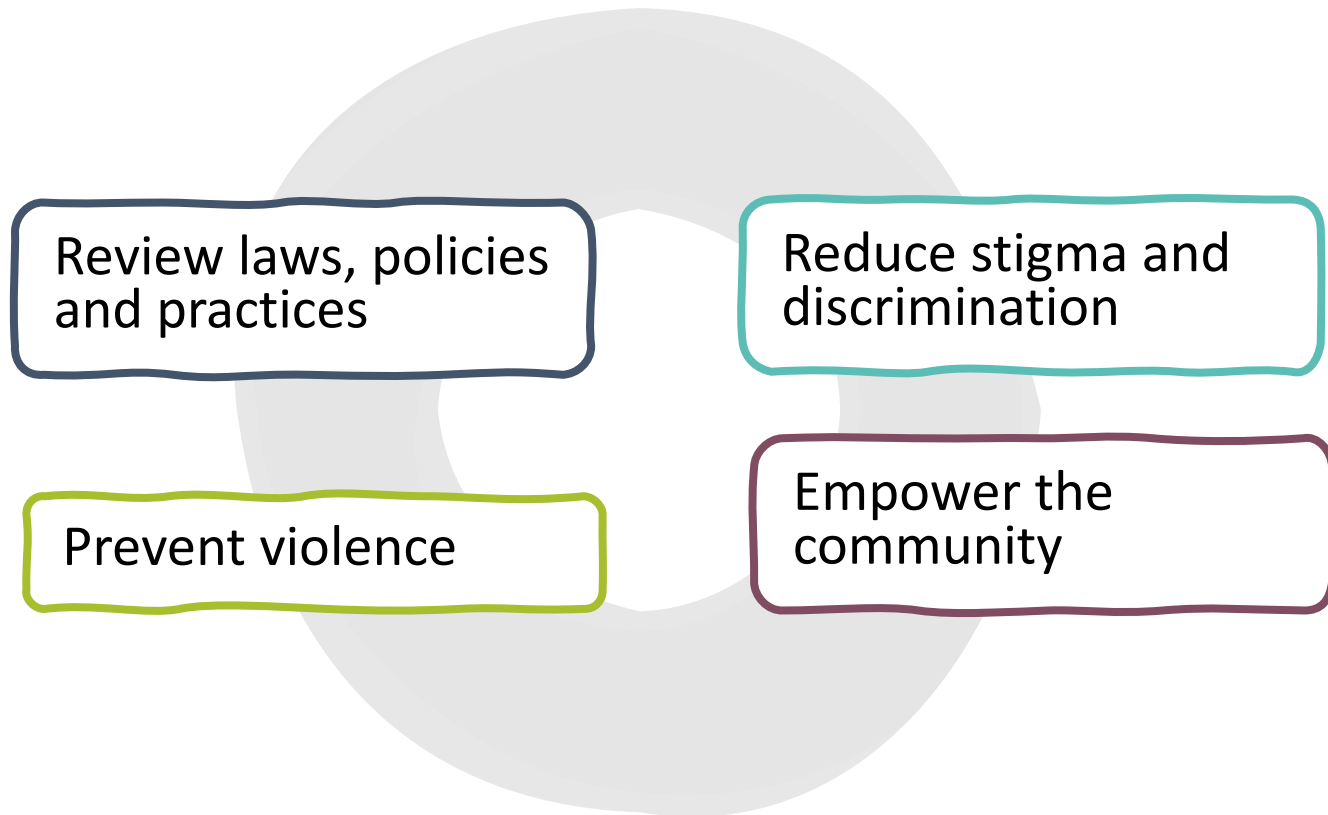 Review laws, policies
and practices
Reduce stigma and
discrimination
Prevent violence
Empower the
community